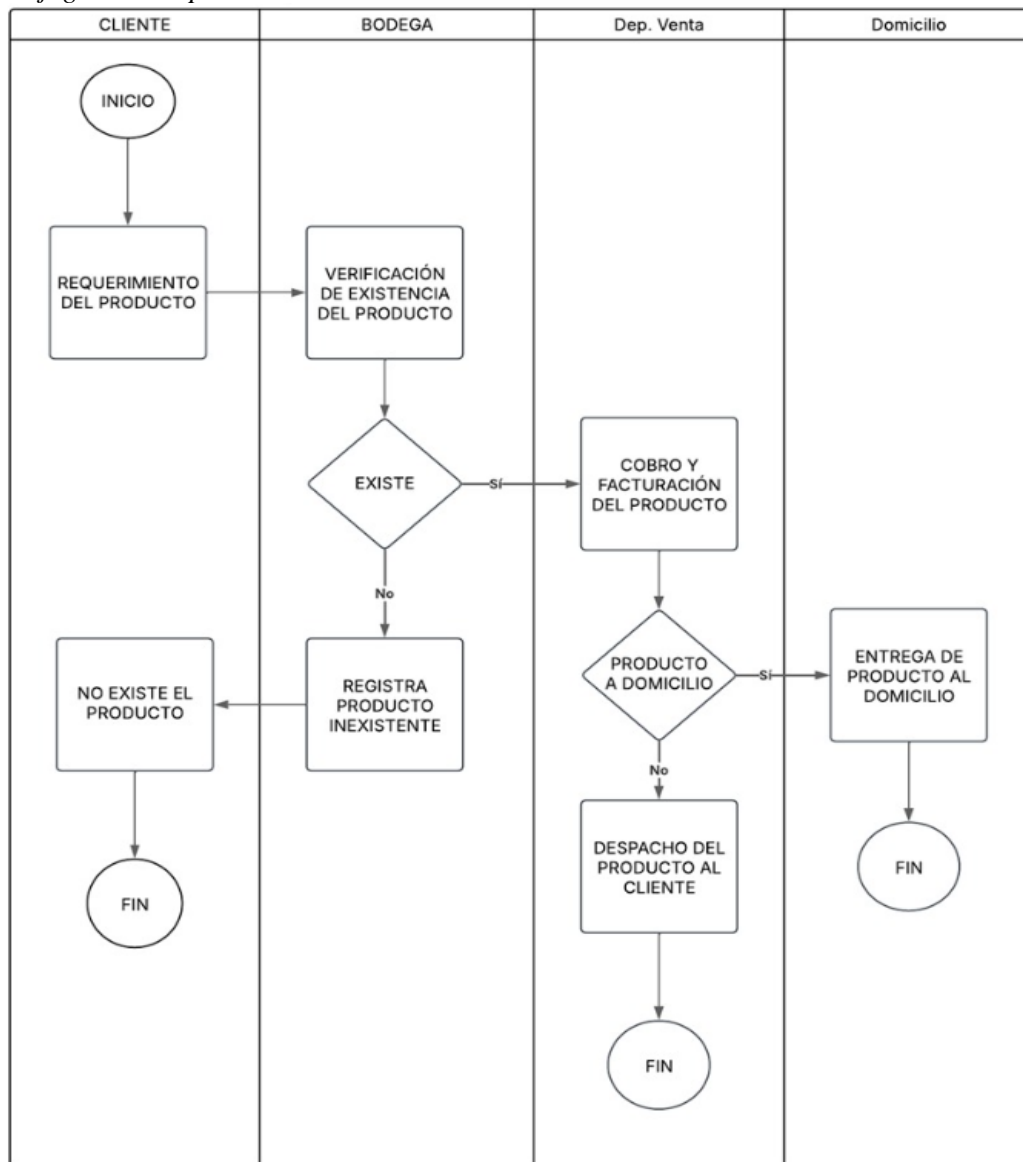 CLIENTE
BODEGA
Dep. Venta
Domicilio
INICIO
REQUERIMIENTO
DEL PRODUCTO
VERIFICACIÓN
DE EXISTENCIA
DEL PRODUCTO
EXISTE
Sí
COBRO Y
FACTURACIÓN
DEL PRODUCTO
No
PRODUCTO
A DOMICILIO
Sí
ENTREGA DE
PRODUCTO AL
DOMICILIO
NO EXISTE EL
PRODUCTO
REGISTRA
PRODUCTO
INEXISTENTE
No
DESPACHO DEL
PRODUCTO AL
CLIENTE
FIN
FIN
FIN